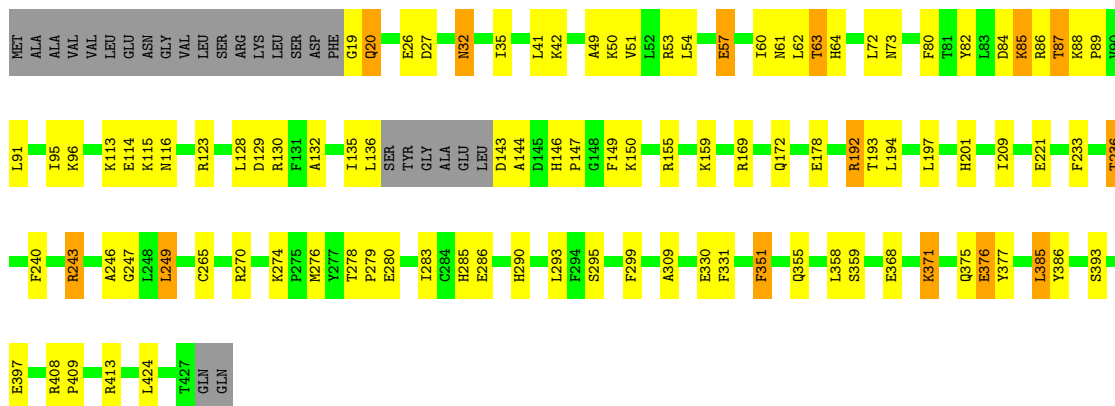 MET ALA ALA VAL VAL LEU GLU ASN GLY VAL LEU SER ARG LYS LEU SER ASP PHE G19 Q20 E26 D27 N32 I35 L41 K42 A49 K50 V51 L52 R53 L54 E57 I60 N61 L62 T63 H64 L72 N73 F80 T81 Y82 L83 D84 K85 R86 T87 K88 P89 V90
L91 I95 K96 K113 E114 K115 N116 R123 L128 D129 R130 F131 A132 I135 L136 SER TYR GLY ALA GLU LEU D143 A144 D145 H146 P147 G148 F149 K150 R155 K159 R169 Q172 E178 R192 T193 L194 L197 H201 I209 E221 F233 T236
F240 R243 A246 G247 L248 L249 C265 R270 K274 P275 M276 Y277 T278 P279 E280 I283 C284 H285 E286 H290 L293 F294 S295 F299 A309 E330 F331 F351 Q355 L358 S359 E368 K371 Q375 E376 Y377 L385 Y386 S393
E397 R408 P409 R413 L424 T427 GLN GLN